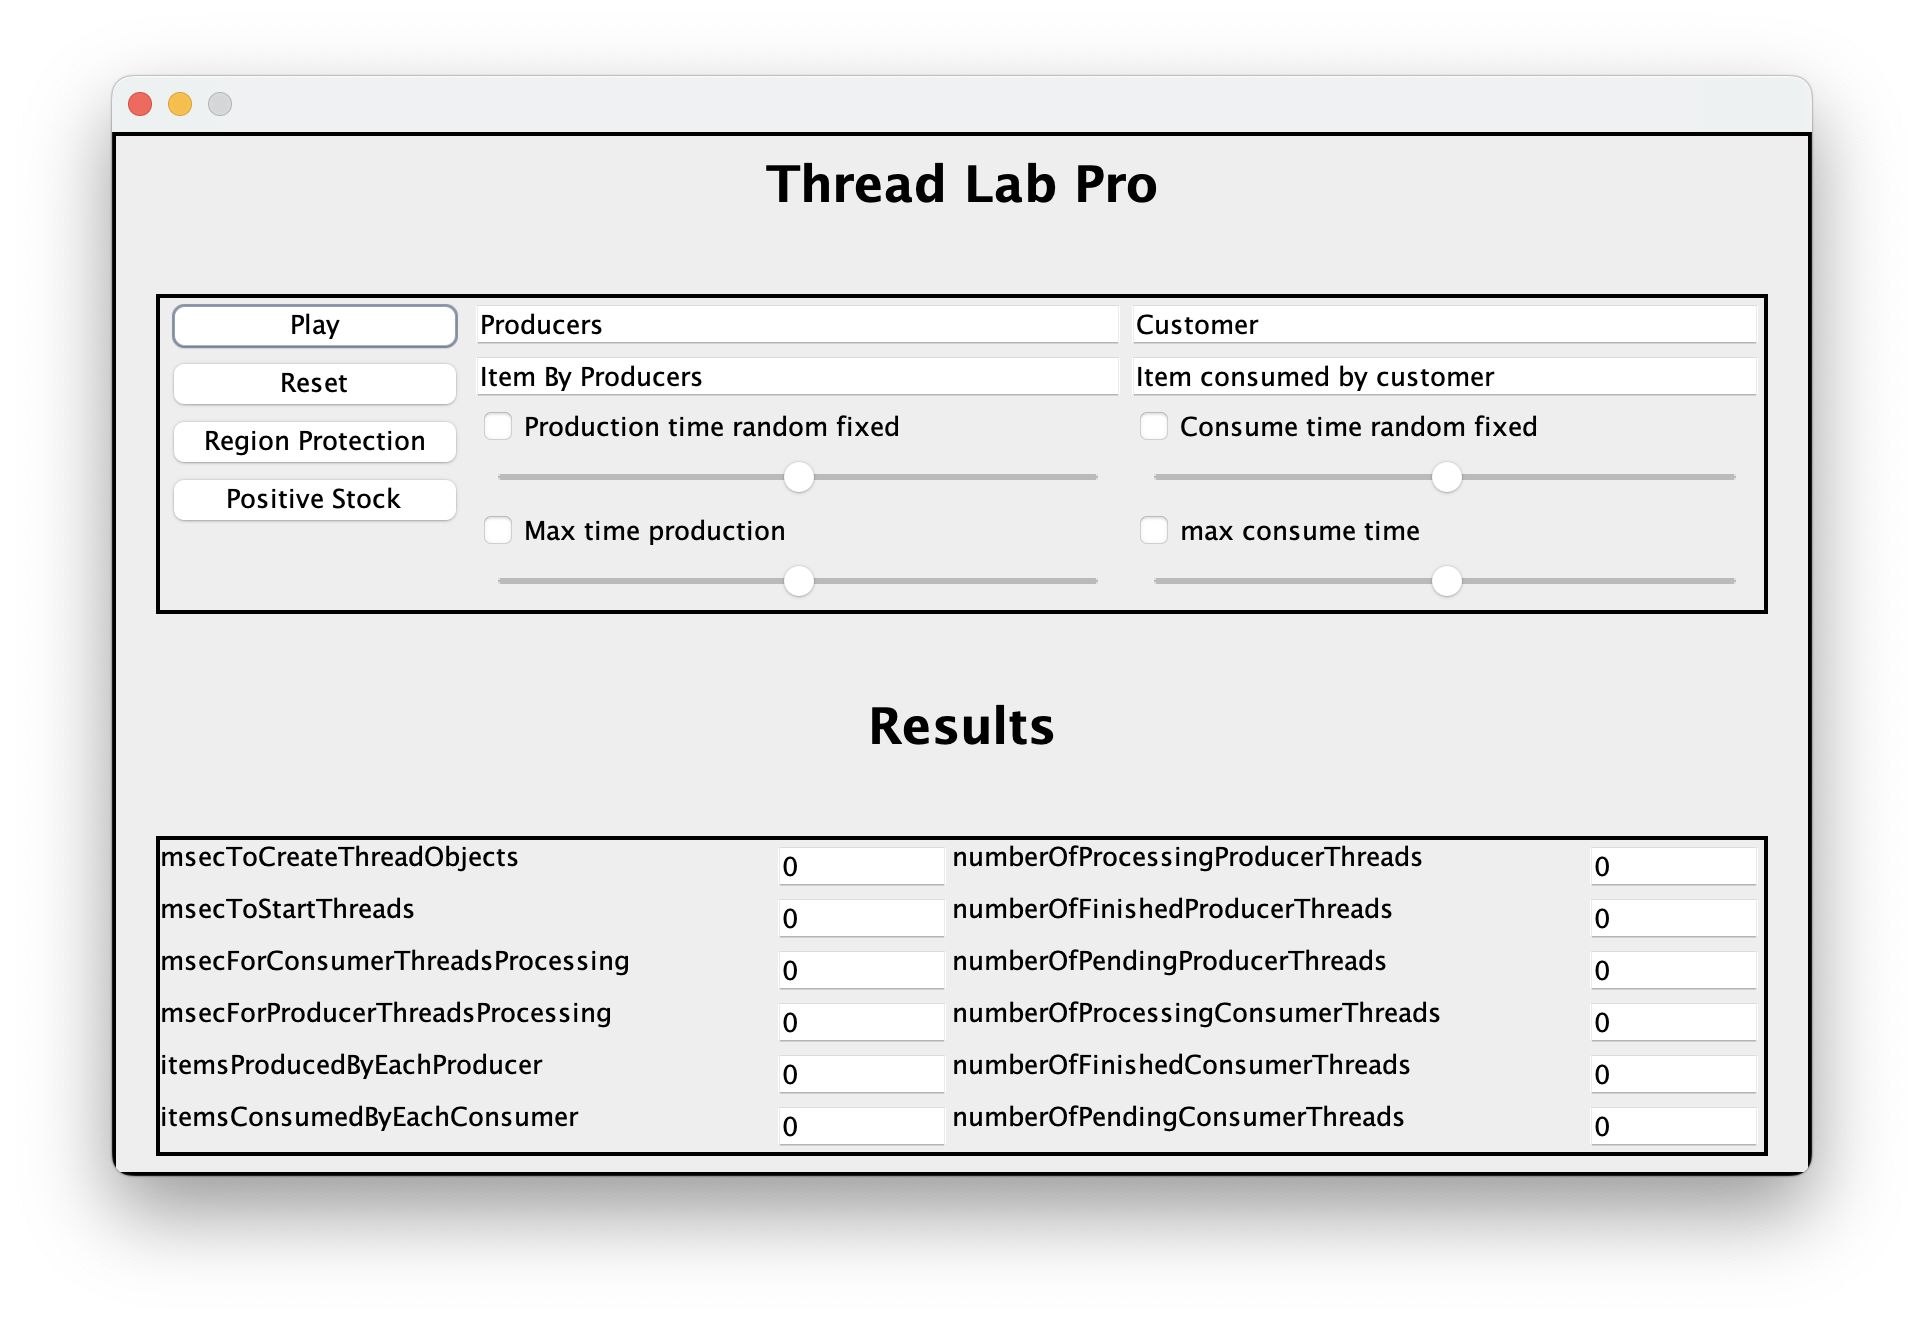 Thread Lab Pro
Play
Producers
Customer
Reset
Item By Producers
Item consumed by customer
Region Protection
Production time random fixed
Consume time random fixed
Positive Stock
Max time production
max consume time
Results
msecToCreateThreadObjects 0 numberOfProcessingProducerThreads 0
msecToStartThreads 0 numberOfFinishedProducerThreads 0
msecForConsumerThreadsProcessing 0 numberOfPendingProducerThreads 0
msecForProducerThreadsProcessing 0 numberOfProcessingConsumerThreads 0
itemsProducedByEachProducer 0 numberOfFinishedConsumerThreads 0
itemsConsumedByEachConsumer 0 numberOfPendingConsumerThreads 0